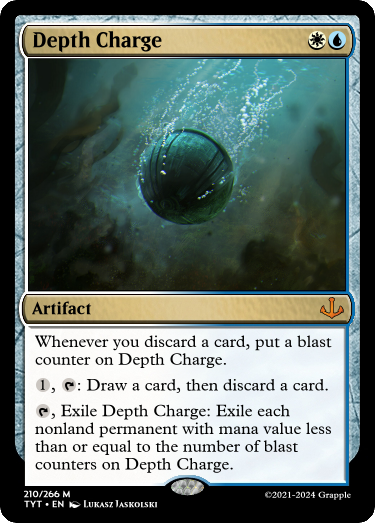 Depth Charge
Artifact
Whenever you discard a card, put a blast
counter on Depth Charge.
1, : Draw a card, then discard a card.
, Exile Depth Charge: Exile each
nonland permanent with mana value less
than or equal to the number of blast
counters on Depth Charge.
210/266 M
TYT • EN Lukasz Jaskolski
©2021-2024 Grapple